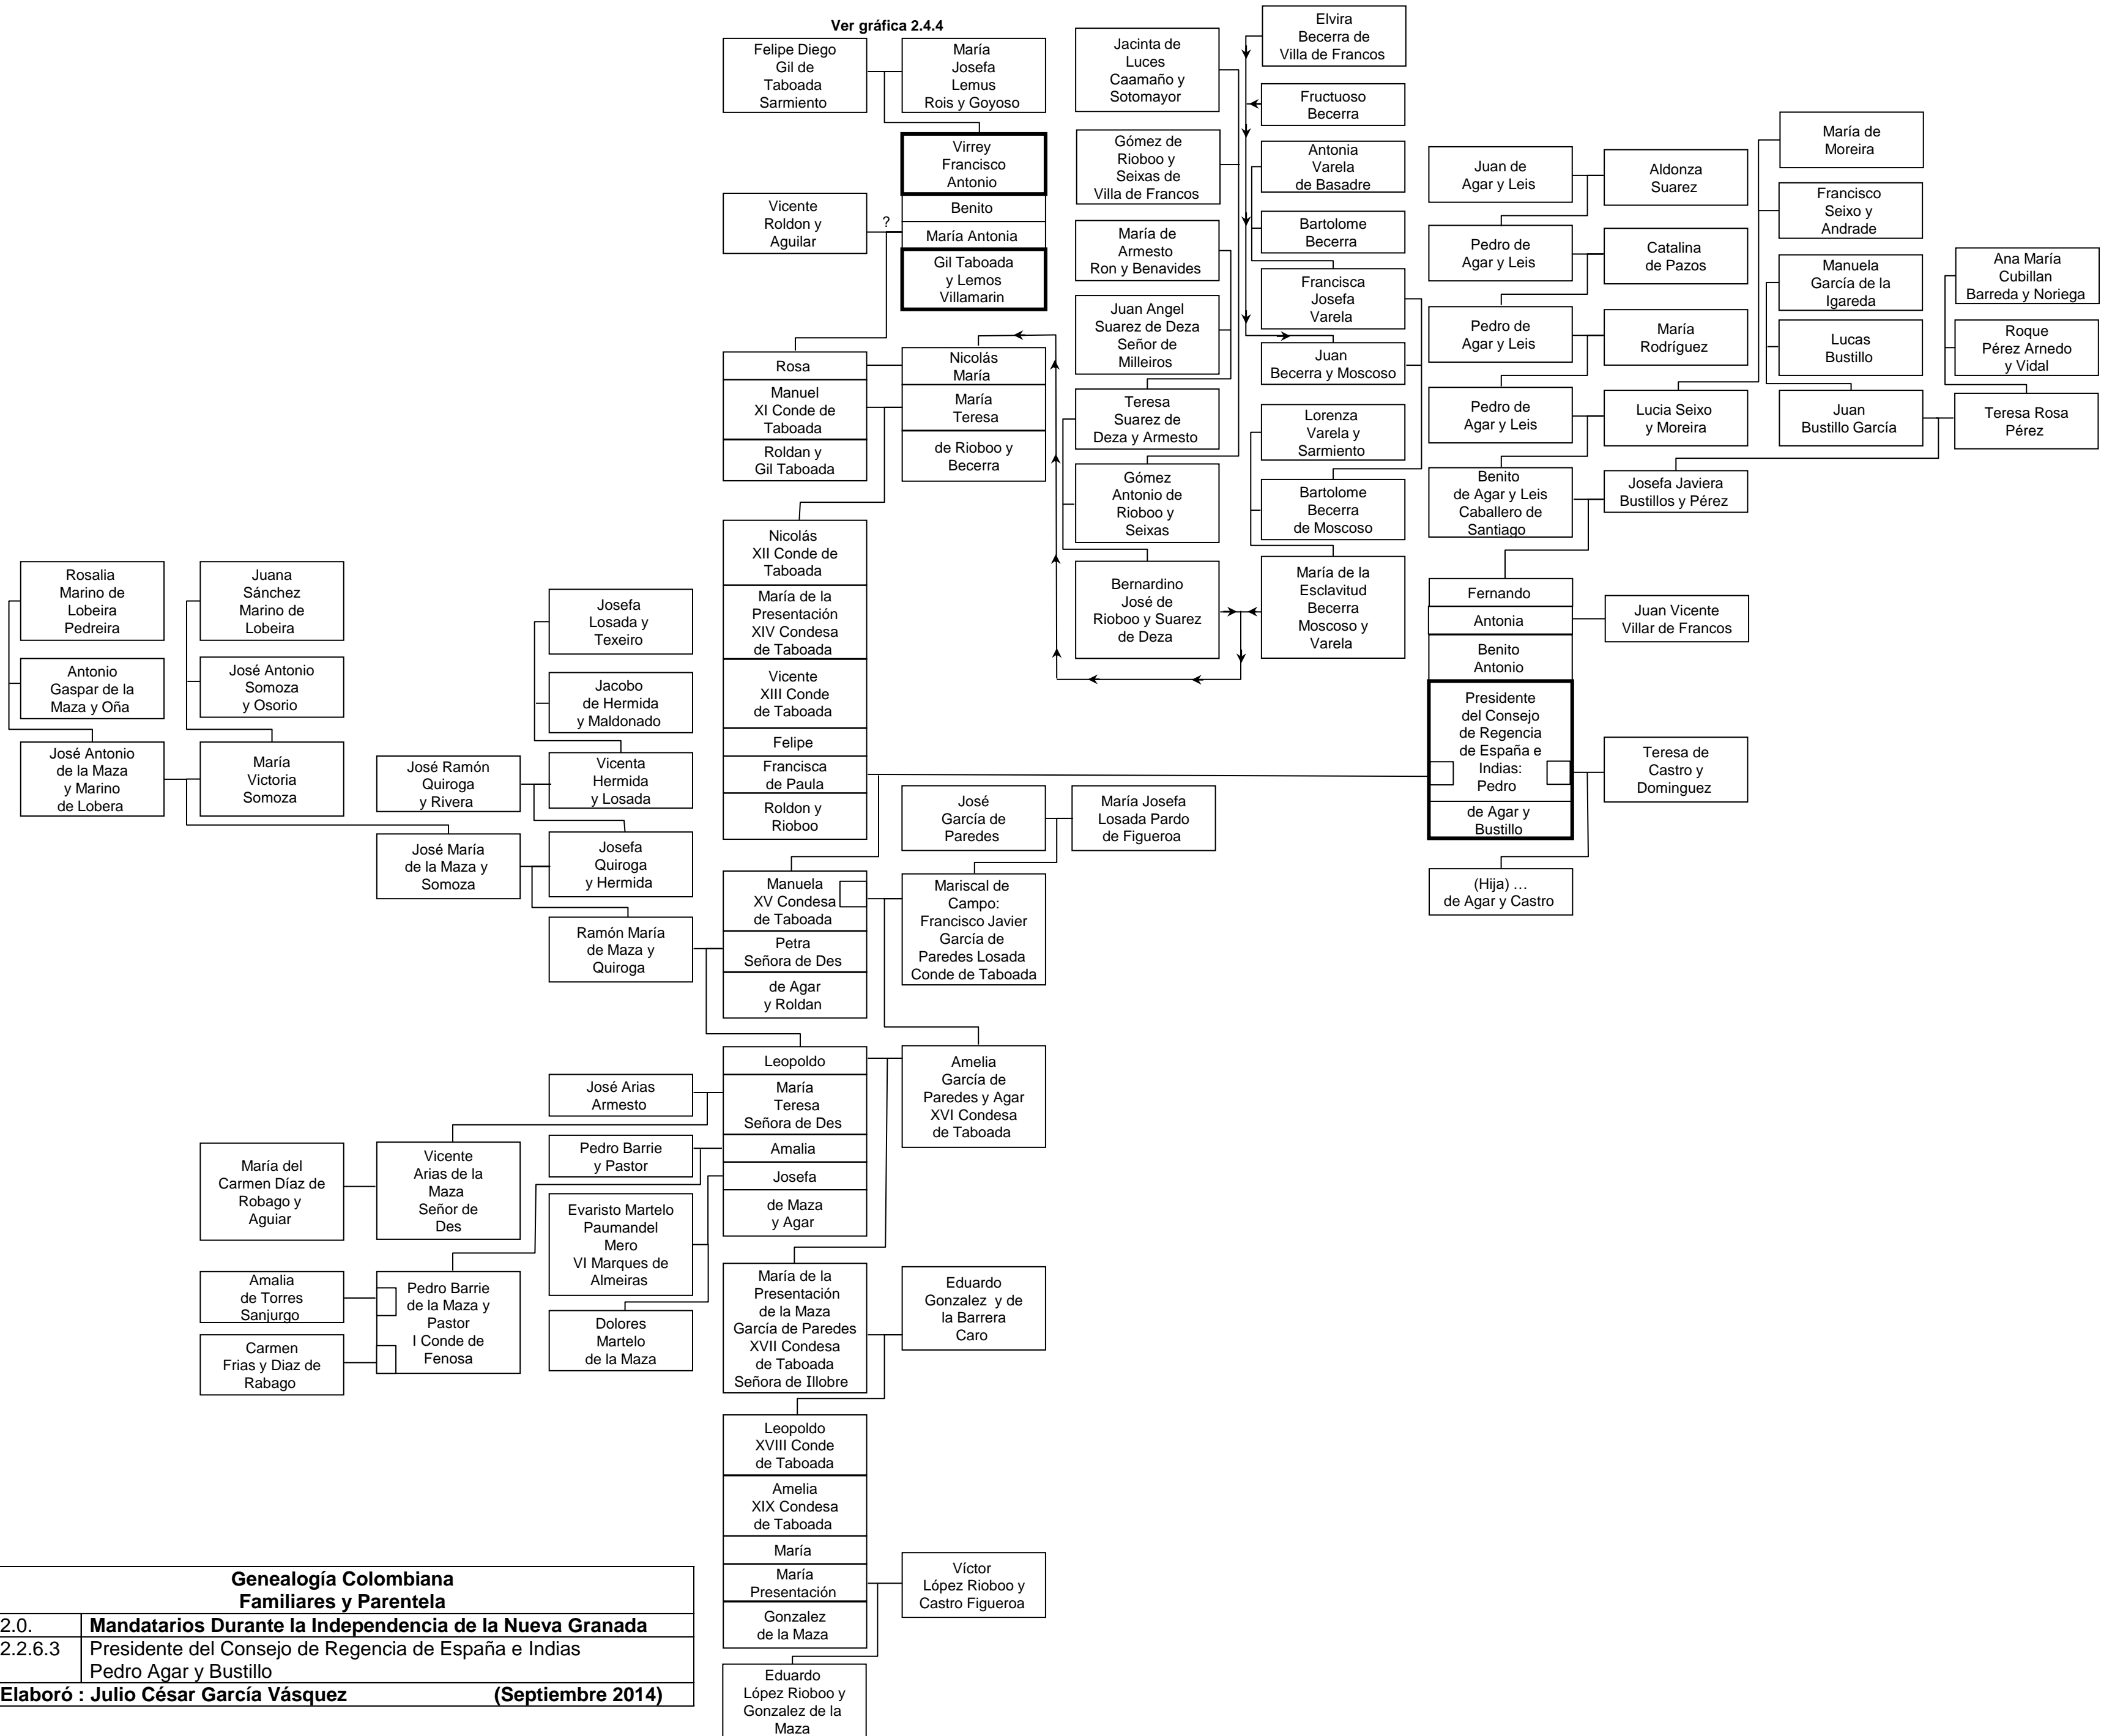 Ver gráfica 2.4.4
Felipe Diego
Gil de
Taboada
Sarmiento
María
Josefa
Lemus
Rois y Goyoso
Virrey
Francisco
Antonio
Benito
María Antonia
Gil Taboada
y Lemos
Villamarin
Vicente
Roldon y
Aguilar
?
Rosa
Manuel
XI Conde de
Taboada
Roldan y
Gil Taboada
Nicolás
María
María
Teresa
de Rioboo y
Becerra
Jacinta de
Luces
Caamaño y
Sotomayor
Gómez de
Rioboo y
Seixas de
Villa de Francos
María de
Armesto
Ron y Benavides
Juan Angel
Suarez de Deza
Señor de
Milleiros
Teresa
Suarez de
Deza y Armesto
Gómez
Antonio de
Rioboo y
Seixas
Bernardino
José de
Rioboo y Suarez
de Deza
Elvira
Becerra de
Villa de Francos
Fructuoso
Becerra
Antonia
Varela
de Basadre
Bartolome
Becerra
Francisca
Josefa
Varela
Juan
Becerra y Moscoso
Lorenza
Varela y
Sarmiento
Bartolome
Becerra
de Moscoso
María de la
Esclavitud
Becerra
Moscoso y
Varela
Juan de
Agar y Leis
Aldonza
Suarez
Pedro de
Agar y Leis
Catalina
de Pazos
Pedro de
Agar y Leis
María
Rodríguez
Pedro de
Agar y Leis
Lucia Seixo
y Moreira
Benito
de Agar y Leis
Caballero de
Santiago
Josefa Javiera
Bustillos y Pérez
María de
Moreira
Francisco
Seixo y
Andrade
Manuela
García de la
Igareda
Lucas
Bustillo
Juan
Bustillo García
Ana María
Cubillan
Barreda y Noriega
Roque
Pérez Arnedo
y Vidal
Teresa Rosa
Pérez
Fernando
Antonia
Benito
Antonio
Presidente
del Consejo
de Regencia
de España e
Indias:
Pedro
de Agar y
Bustillo
Juan Vicente
Villar de Francos
Teresa de
Castro y
Dominguez
(Hija) …
de Agar y Castro
Nicolás
XII Conde de
Taboada
María de la
Presentación
XIV Condesa
de Taboada
Vicente
XIII Conde
de Taboada
Felipe
Francisca
de Paula
Roldon y
Rioboo
Rosalia
Marino de
Lobeira
Pedreira
Antonio
Gaspar de la
Maza y Oña
José Antonio
de la Maza
y Marino
de Lobera
Juana
Sánchez
Marino de
Lobeira
José Antonio
Somoza
y Osorio
María
Victoria
Somoza
Josefa
Losada y
Texeiro
Jacobo
de Hermida
y Maldonado
José Ramón
Quiroga
y Rivera
Vicenta
Hermida
y Losada
José María
de la Maza y
Somoza
Josefa
Quiroga
y Hermida
Ramón María
de Maza y
Quiroga
José
García de
Paredes
María Josefa
Losada Pardo
de Figueroa
Manuela
XV Condesa
de Taboada
Petra
Señora de Des
de Agar
y Roldan
Mariscal de
Campo:
Francisco Javier
García de
Paredes Losada
Conde de Taboada
Leopoldo
María
Teresa
Señora de Des
Amalia
Josefa
de Maza
y Agar
Amelia
García de
Paredes y Agar
XVI Condesa
de Taboada
José Arias
Armesto
Pedro Barrie
y Pastor
Evaristo Martelo
Paumandel
Mero
VI Marques de
Almeiras
Dolores
Martelo
de la Maza
María del
Carmen Díaz de
Robago y
Aguiar
Vicente
Arias de la
Maza
Señor de
Des
Amalia
de Torres
Sanjurgo
Carmen
Frias y Diaz de
Rabago
Pedro Barrie
de la Maza y
Pastor
I Conde de
Fenosa
María de la
Presentación
de la Maza
García de Paredes
XVII Condesa
de Taboada
Señora de Illobre
Eduardo
Gonzalez y de
la Barrera
Caro
Leopoldo
XVIII Conde
de Taboada
Amelia
XIX Condesa
de Taboada
María
María
Presentación
Gonzalez
de la Maza
Víctor
López Rioboo y
Castro Figueroa
Eduardo
López Rioboo y
Gonzalez de la
Maza
Genealogía Colombiana
Familiares y Parentela
2.0. Mandatarios Durante la Independencia de la Nueva Granada
2.2.6.3 Presidente del Consejo de Regencia de España e Indias
Pedro Agar y Bustillo
Elaboró : Julio César García Vásquez (Septiembre 2014)